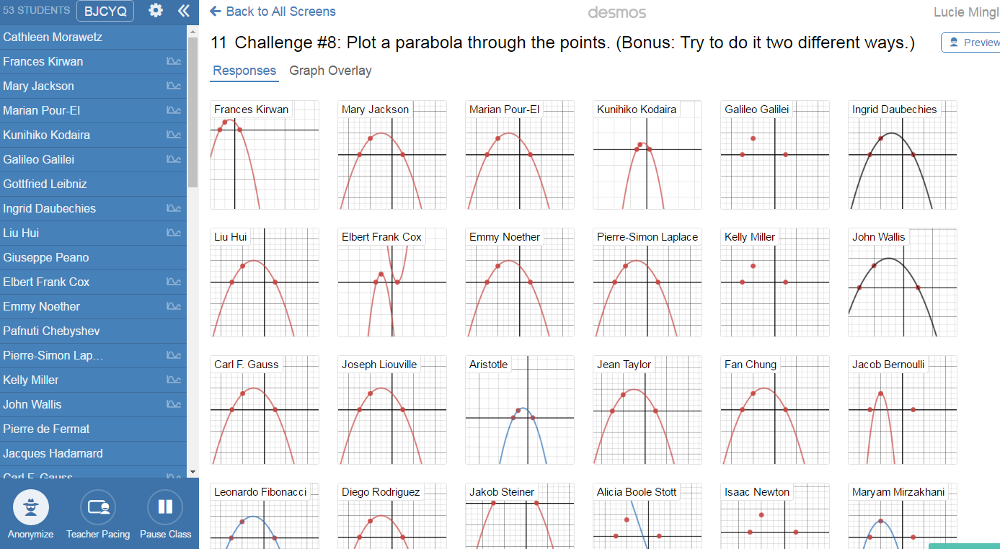 53 STUDENTS BJCYQ
Back to All Screens
desmos
Lucie Mingl
11 Challenge #8: Plot a parabola through the points. (Bonus: Try to do it two different ways.)
Preview
Responses Graph Overlay
Cathleen Morawetz
Frances Kirwan
Mary Jackson
Marian Pour-El
Kunihiko Kodaira
Galileo Galilei
Gottfried Leibniz
Ingrid Daubechies
Liu Hui
Giuseppe Peano
Elbert Frank Cox
Emmy Noether
Pafnuti Chebyshev
Pierre-Simon Lap...
Kelly Miller
John Wallis
Pierre de Fermat
Jacques Hadamard
Carl F. Gauss
Anonymize Teacher Pacing Pause Class
Frances Kirwan Mary Jackson Marian Pour-El Kunihiko Kodaira Galileo Galilei Ingrid Daubechies
Liu Hui Elbert Frank Cox Emmy Noether Pierre-Simon Laplace Kelly Miller John Wallis
Carl F. Gauss Joseph Liouville Aristotle Jean Taylor Fan Chung Jacob Bernoulli
Leonardo Fibonacci Diego Rodriguez Jakob Steiner Alicia Boole Stott Isaac Newton Maryam Mirzakhani